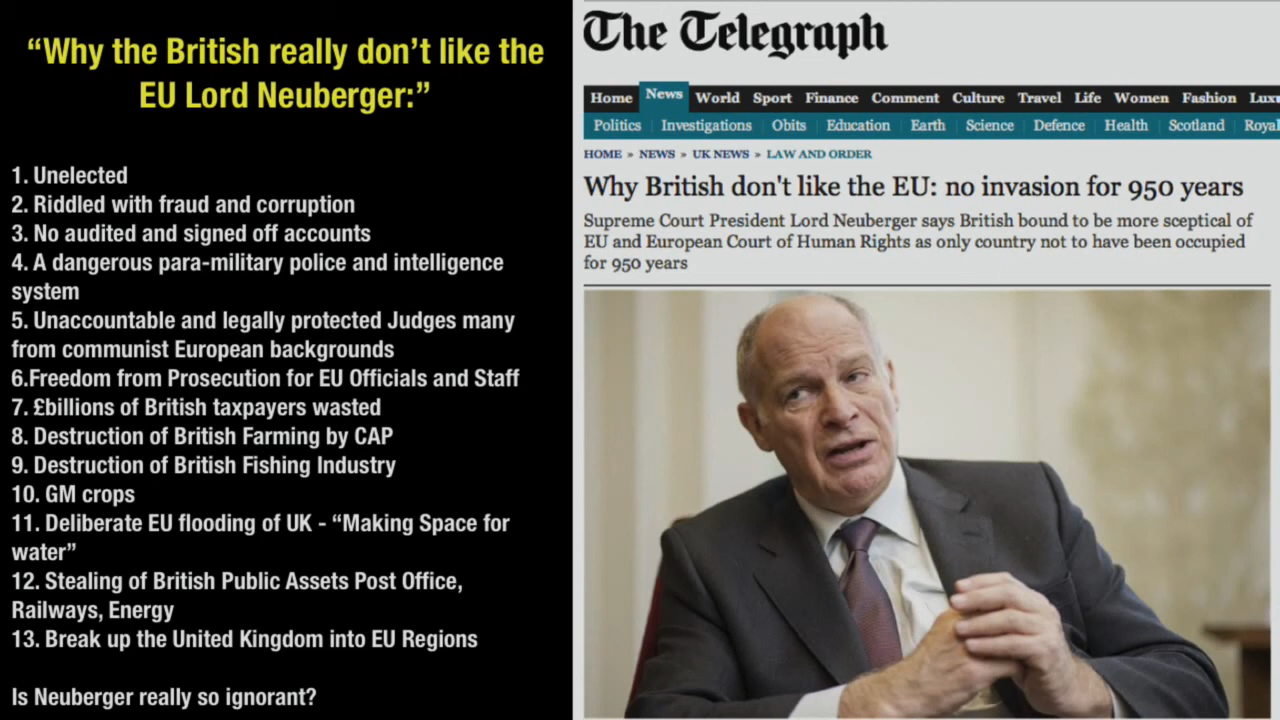 “Why the British really don’t like the
EU Lord Neuberger:”
1. Unelected
2. Riddled with fraud and corruption
3. No audited and signed off accounts
4. A dangerous para-military police and intelligence
system
5. Unaccountable and legally protected Judges many
from communist European backgrounds
6.Freedom from Prosecution for EU Officials and Staff
7. £billions of British taxpayers wasted
8. Destruction of British Farming by CAP
9. Destruction of British Fishing Industry
10. GM crops
11. Deliberate EU flooding of UK - “Making Space for
water”
12. Stealing of British Public Assets Post Office,
Railways, Energy
13. Break up the United Kingdom into EU Regions
Is Neuberger really so ignorant?
The Telegraph
Home News World Sport Finance Comment Culture Travel Life Women Fashion
Politics Investigations Obits Education Earth Science Defence Health Scotland Royal
HOME » NEWS » UK NEWS » LAW AND ORDER
Why British don't like the EU: no invasion for 950 years
Supreme Court President Lord Neuberger says British bound to be more sceptical of
EU and European Court of Human Rights as only country not to have been occupied
for 950 years